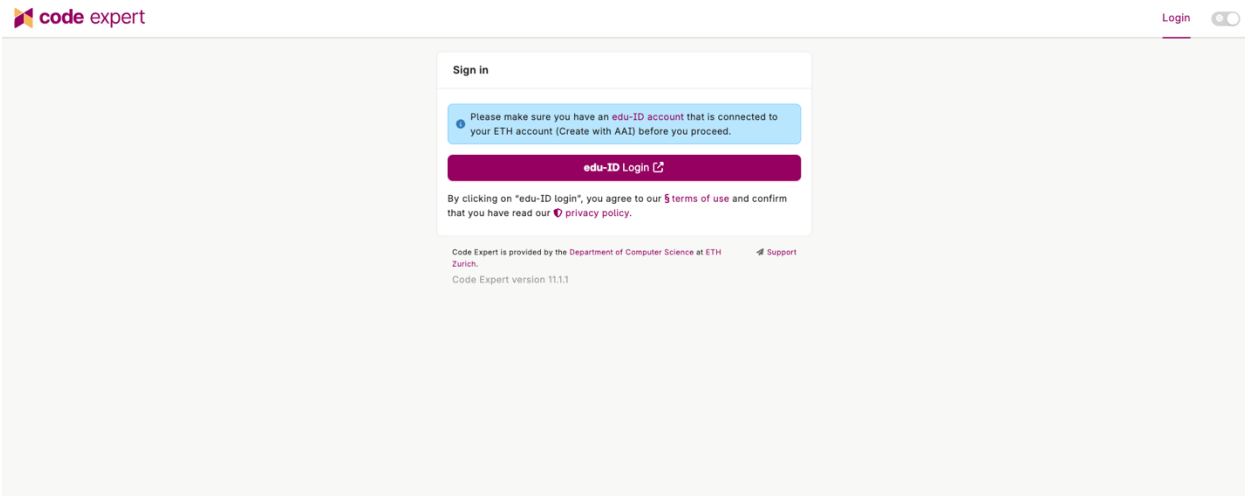 code expert
Login
Sign in
Please make sure you have an edu-ID account that is connected to
your ETH account (Create with AAI) before you proceed.
edu-ID Login
By clicking on "edu-ID login", you agree to our § terms of use and confirm
that you have read our privacy policy.
Code Expert is provided by the Department of Computer Science at ETH
Zurich.
Support
Code Expert version 11.1.1